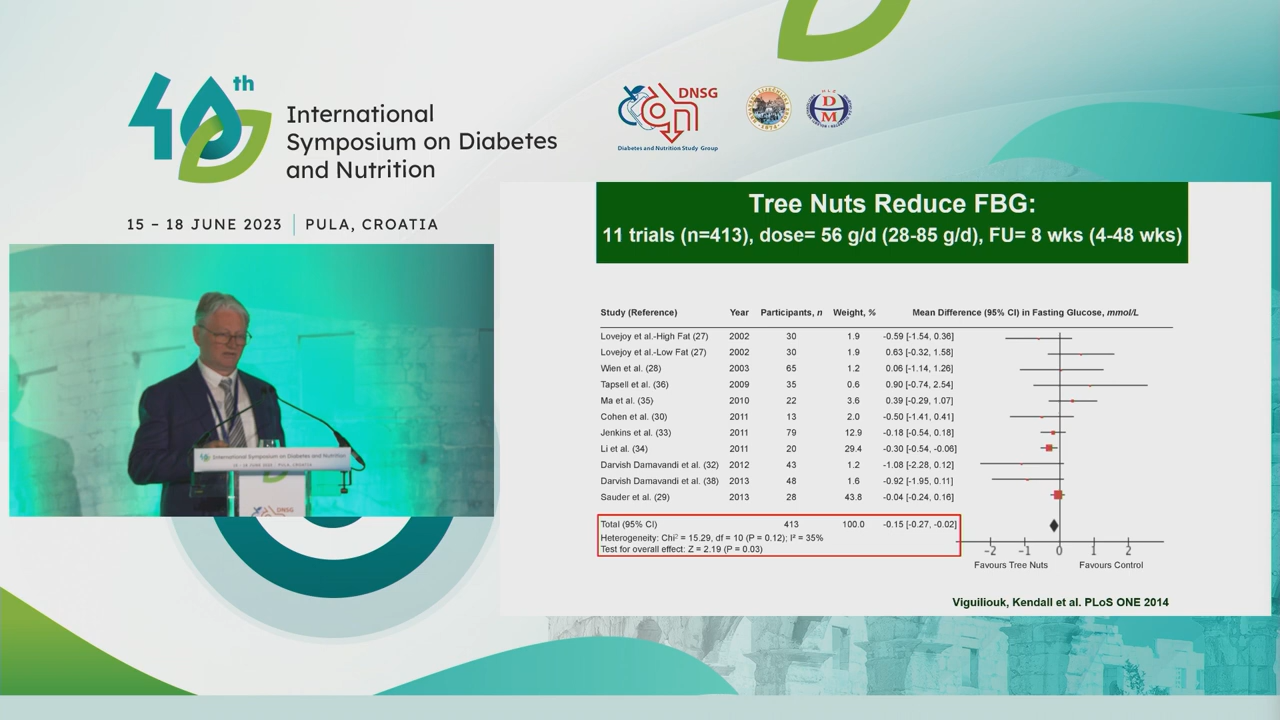 40th
International
Symposium on Diabetes
and Nutrition
15 – 18 JUNE 2023 | PULA, CROATIA
DNSG
Diabetes and Nutrition Study Group
D
M
International Symposium on Diabetes and Nutrition
15 - 18 JUNE 2023 | PULA, CROATIA
DNSG
Tree Nuts Reduce FBG:
11 trials (n=413), dose= 56 g/d (28-85 g/d), FU= 8 wks (4-48 wks)
Study (Reference) Year Participants, n Weight, % Mean Difference (95% CI) in Fasting Glucose, mmol/L
Lovejoy et al.-High Fat (27) 2002 30 1.9 -0.59 [-1.54, 0.36]
Lovejoy et al.-Low Fat (27) 2002 30 1.9 0.63 [-0.32, 1.58]
Wien et al. (28) 2003 65 1.2 0.06 [-1.14, 1.26]
Tapsell et al. (36) 2009 35 0.6 0.90 [-0.74, 2.54]
Ma et al. (35) 2010 22 3.6 0.39 [-0.29, 1.07]
Cohen et al. (30) 2011 13 2.0 -0.50 [-1.41, 0.41]
Jenkins et al. (33) 2011 79 12.9 -0.18 [-0.54, 0.18]
Li et al. (34) 2011 20 29.4 -0.30 [-0.54, -0.06]
Darvish Damavandi et al. (32) 2012 43 1.2 -1.08 [-2.28, 0.12]
Darvish Damavandi et al. (38) 2013 48 1.6 -0.92 [-1.95, 0.11]
Sauder et al. (29) 2013 28 43.8 -0.04 [-0.24, 0.16]
Total (95% CI) 413 100.0 -0.15 [-0.27, -0.02]
Heterogeneity: Chi² = 15.29, df = 10 (P = 0.12); I² = 35%
Test for overall effect: Z = 2.19 (P = 0.03)
-2 -1 0 1 2
Favours Tree Nuts Favours Control
Viguiliouk, Kendall et al. PLoS ONE 2014